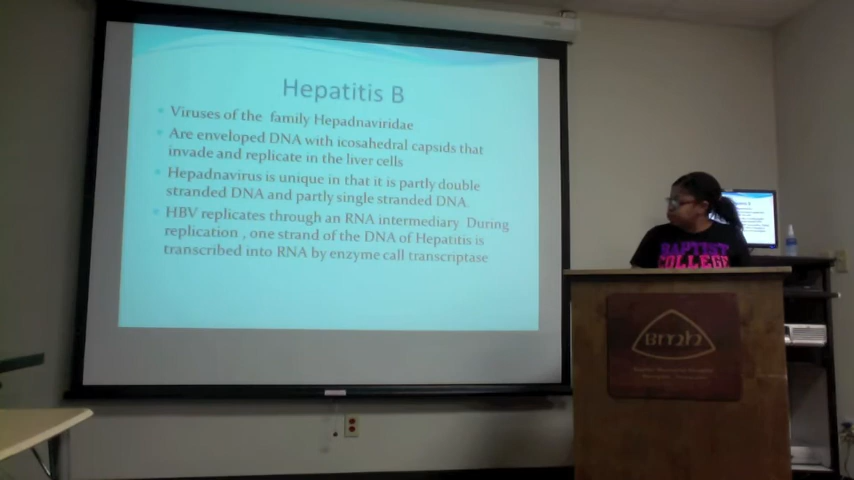 Hepatitis B
Viruses of the family Hepadnaviridae
Are enveloped DNA with icosahedral capsids that
invade and replicate in the liver cells
Hepadnavirus is unique in that it is partly double
stranded DNA and partly single stranded DNA.
HBV replicates through an RNA intermediary During
replication , one strand of the DNA of Hepatitis is
transcribed into RNA by enzyme call transcriptase
BAPTIST
COLLEGE
BMH